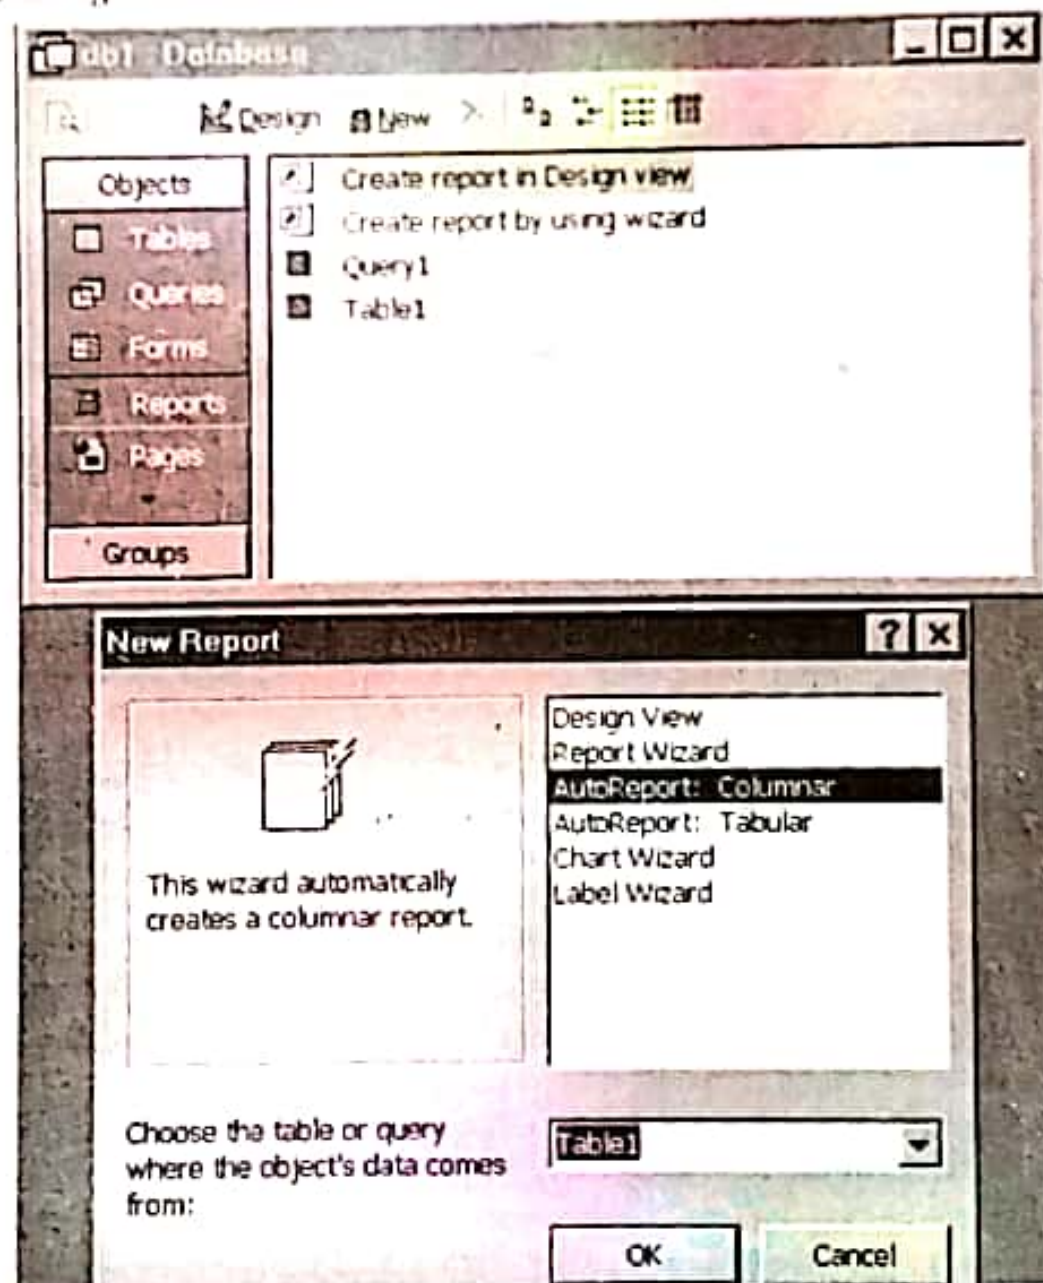 db1 : Database
Design New
Objects
Tables
Queries
Forms
Reports
Pages
Groups
Create report in Design view
Create report by using wizard
Query1
Table1
New Report
This wizard automatically
creates a columnar report.
Design View
Report Wizard
AutoReport: Columnar
AutoReport: Tabular
Chart Wizard
Label Wizard
Choose the table or query
where the object's data comes
from:
Table1
OK Cancel